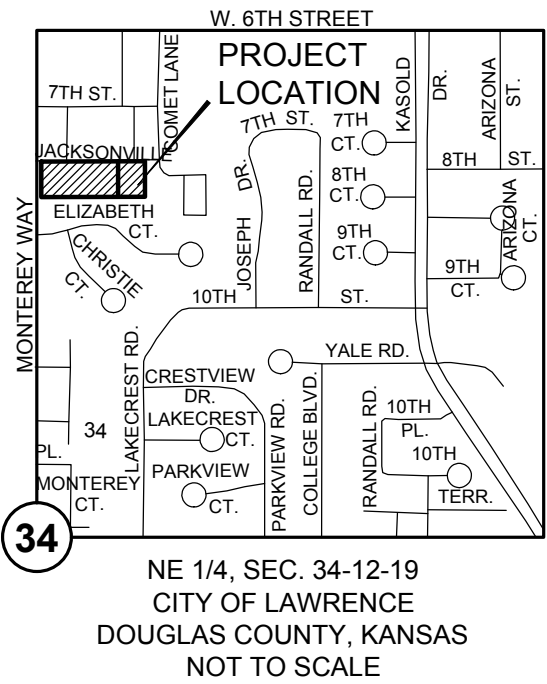 W. 6TH STREET
PROJECT
LOCATION
COMET LANE
7TH ST.
JACKSONVILLE
ELIZABETH
CT.
CHRISTIE
CT.
MONTEREY WAY
7TH ST.
JOSEPH DR.
RANDALL RD.
7TH
CT.
8TH
CT.
9TH
CT.
KASOLD DR.
ARIZONA ST.
8TH ST.
ARIZONA
CT.
9TH
CT.
10TH ST.
YALE RD.
LAKECREST RD.
CRESTVIEW
DR.
LAKECREST
CT.
PARKVIEW
CT.
PARKVIEW RD.
COLLEGE BLVD.
RANDALL RD.
10TH
PL.
10TH
TERR.
34
PL.
MONTEREY
CT.
34
NE 1/4, SEC. 34-12-19
CITY OF LAWRENCE
DOUGLAS COUNTY, KANSAS
NOT TO SCALE